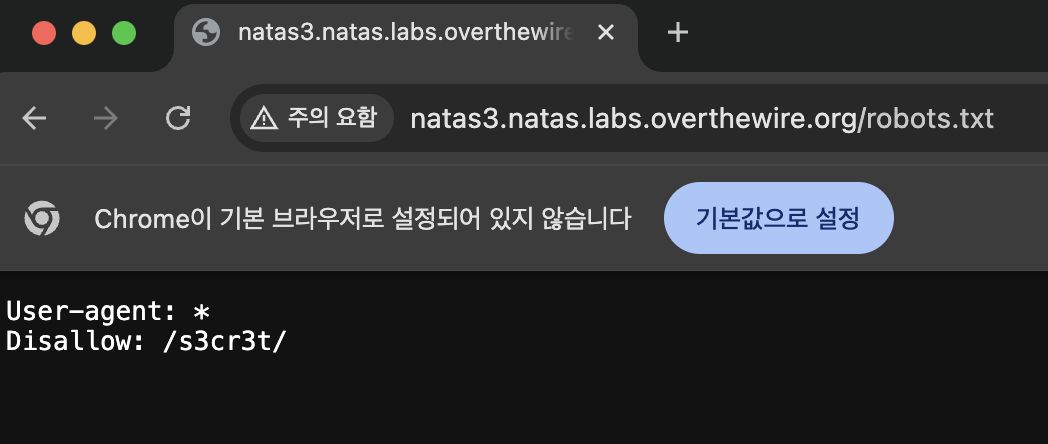 natas3.natas.labs.overthewire
주의 요함
natas3.natas.labs.overthewire.org/robots.txt
Chrome이 기본 브라우저로 설정되어 있지 않습니다
기본값으로 설정
User-agent: *
Disallow: /s3cr3t/